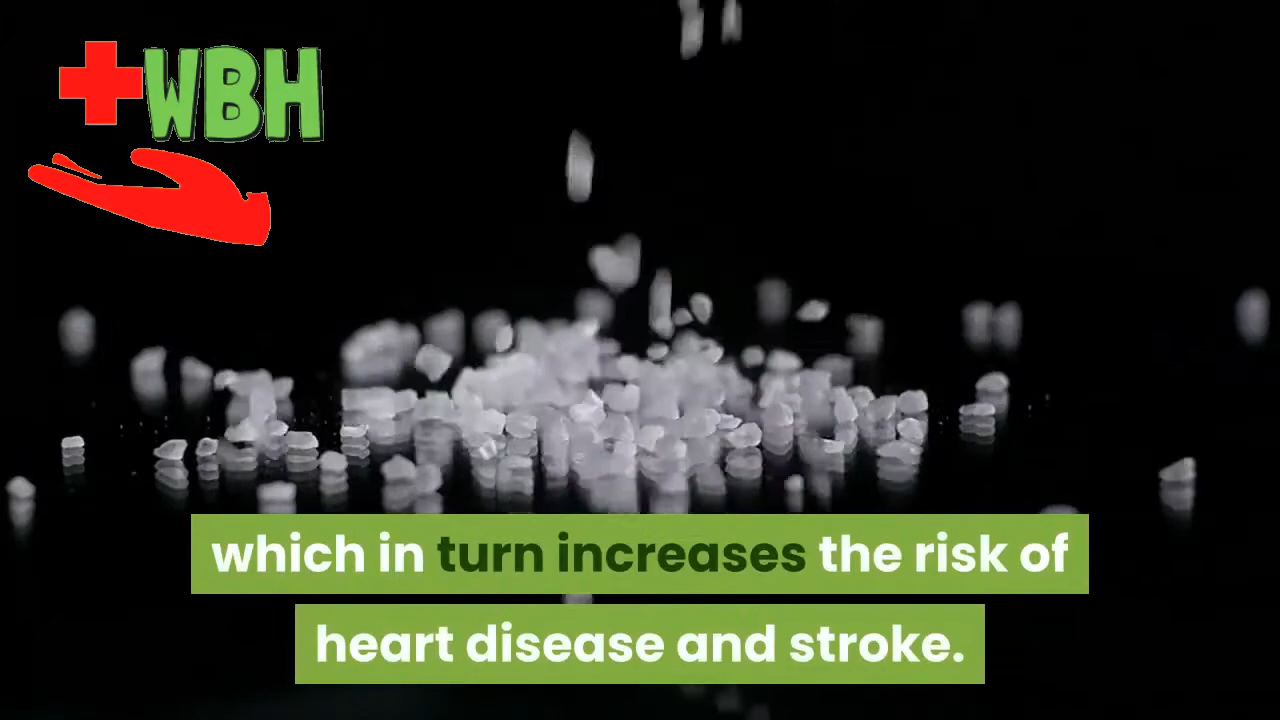 WBH
which in turn increases the risk of
heart disease and stroke.